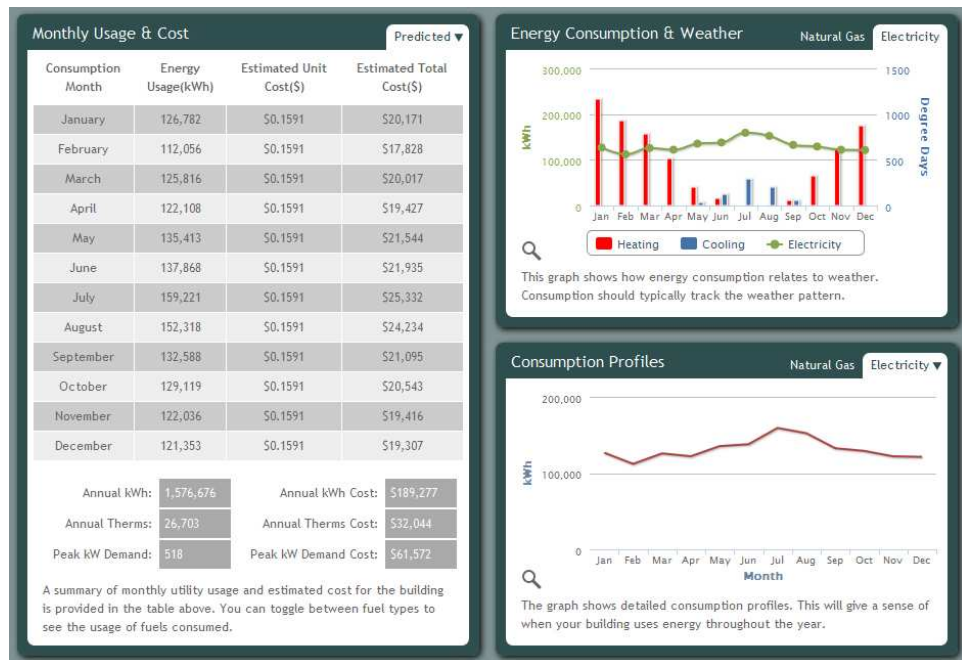 Monthly Usage & Cost
Predicted ▼
Consumption Month Energy Usage(kWh) Estimated Unit Cost($) Estimated Total Cost($)
January 126,782 $0.1591 $20,171
February 112,056 $0.1591 $17,828
March 125,816 $0.1591 $20,017
April 122,108 $0.1591 $19,427
May 135,413 $0.1591 $21,544
June 137,868 $0.1591 $21,935
July 159,221 $0.1591 $25,332
August 152,318 $0.1591 $24,234
September 132,588 $0.1591 $21,095
October 129,119 $0.1591 $20,543
November 122,036 $0.1591 $19,416
December 121,353 $0.1591 $19,307
Annual kWh: 1,576,676 Annual kWh Cost: $189,277
Annual Therms: 26,703 Annual Therms Cost: $32,044
Peak kW Demand: 518 Peak kW Demand Cost: $61,572
A summary of monthly utility usage and estimated cost for the building
is provided in the table above. You can toggle between fuel types to
see the usage of fuels consumed.
Energy Consumption & Weather
Natural Gas Electricity
300,000 1500
200,000 1000
100,000 500
0 0
kWh
Degree Days
Jan Feb Mar Apr May Jun Jul Aug Sep Oct Nov Dec
Heating Cooling Electricity
This graph shows how energy consumption relates to weather.
Consumption should typically track the weather pattern.
Consumption Profiles
Natural Gas Electricity ▼
200,000
100,000
0
kWh
Jan Feb Mar Apr May Jun Jul Aug Sep Oct Nov Dec
Month
The graph shows detailed consumption profiles. This will give a sense of
when your building uses energy throughout the year.